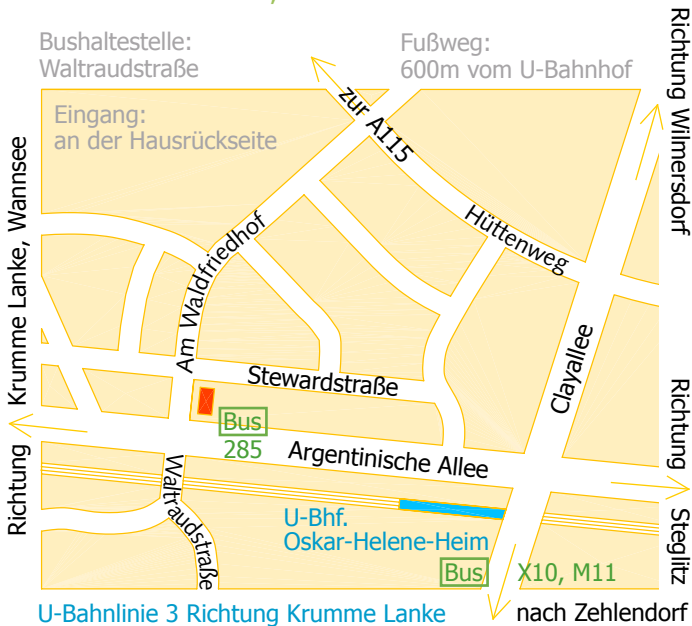 Bushaltestelle:
Waltraudstraße
Fußweg:
600m vom U-Bahnhof
Eingang:
an der Hausrückseite
zur A115
Hüttenweg
Richtung Wilmersdorf
Am Waldfriedhof
Richtung Krumme Lanke, Wannsee
Stewardstraße
Clayallee
Bus
285
Argentinische Allee
Richtung Steglitz
Waltraudstraße
U-Bhf.
Oskar-Helene-Heim
Bus X10, M11
U-Bahnlinie 3 Richtung Krumme Lanke
nach Zehlendorf